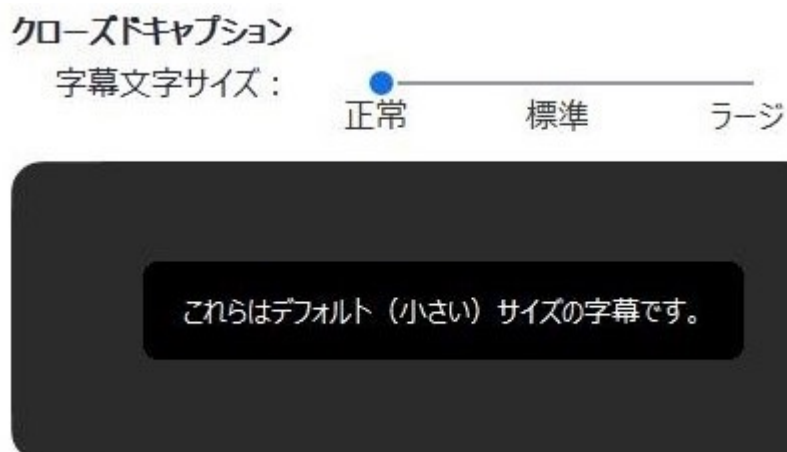 クローズドキャプション
字幕文字サイズ：
正常 標準 ラージ
これらはデフォルト（小さい）サイズの字幕です。